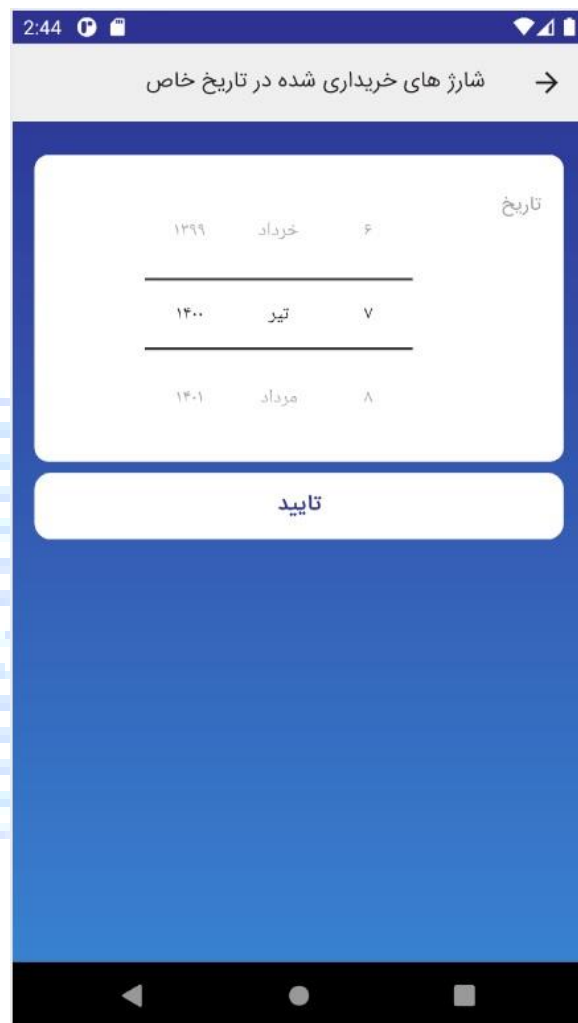 2:44
شارژ های خریداری شده در تاریخ خاص
تاریخ
۶ خرداد ۱۳۹۹
۷ تیر ۱۴۰۰
۸ مرداد ۱۴۰۱
تایید